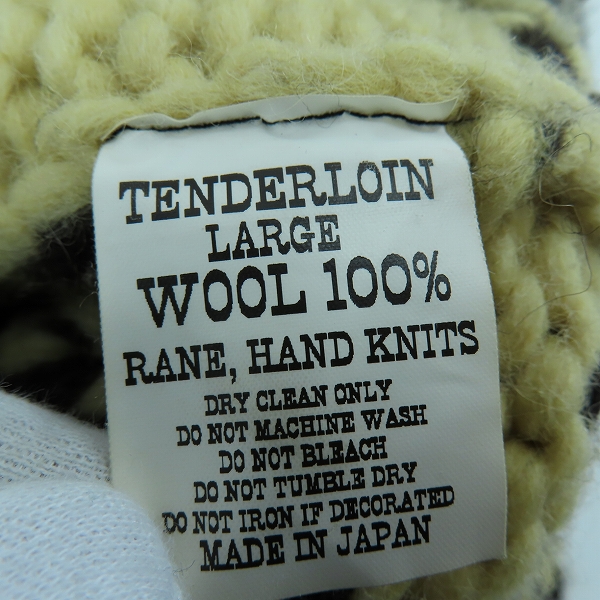 TENDERLOIN
LARGE
WOOL 100%
RANE, HAND KNITS
DRY CLEAN ONLY
DO NOT MACHINE WASH
DO NOT BLEACH
DO NOT TUMBLE DRY
DO NOT IRON IF DECORATED
MADE IN JAPAN